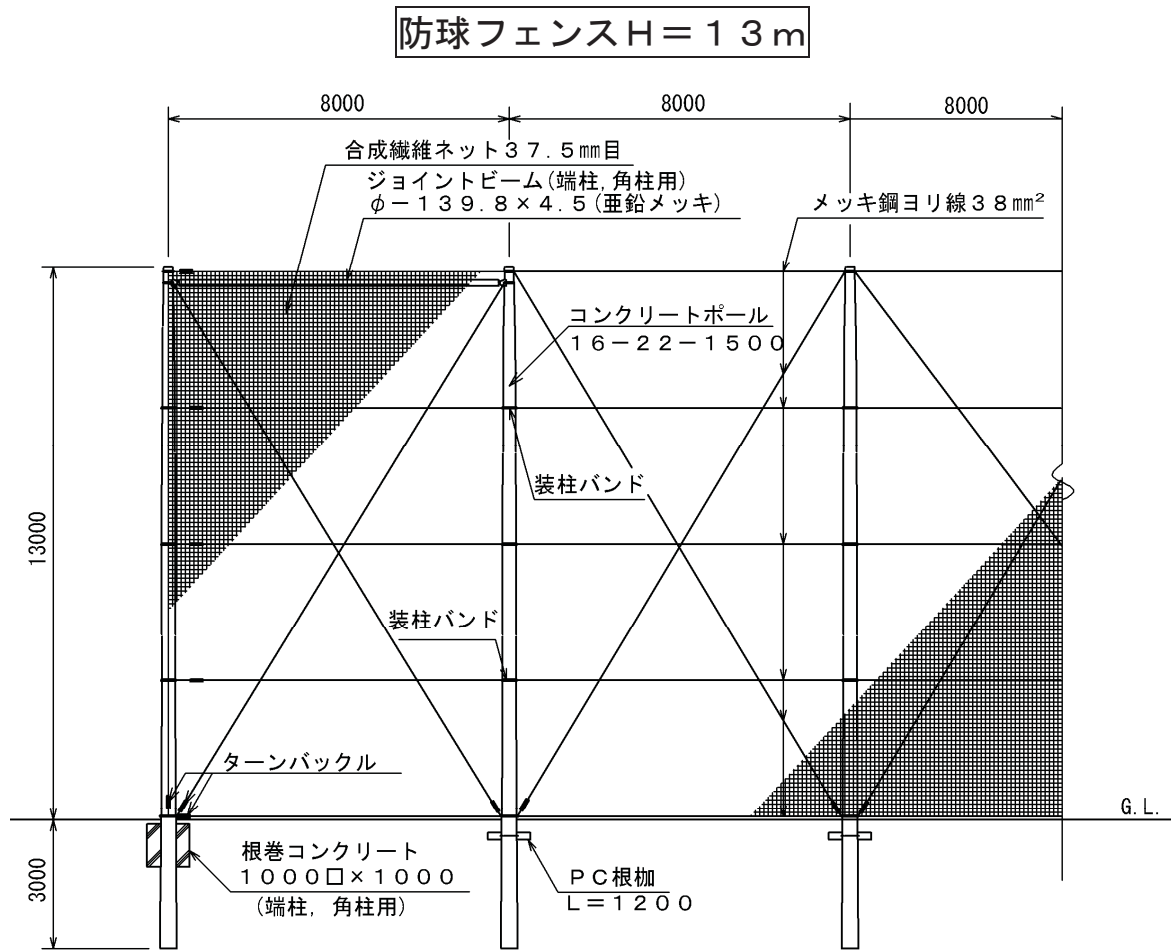 防球フェンスH＝１３ｍ
8000
8000
8000
合成繊維ネット３７.５㎜目
ジョイントビーム(端柱,角柱用)
φ－１３９.８×４.５(亜鉛メッキ)
メッキ鋼ヨリ線３８㎜²
コンクリートポール
１６－２２－１５００
装柱バンド
13000
装柱バンド
ターンバックル
G.L.
3000
根巻コンクリート
１０００□×１０００
(端柱, 角柱用)
ＰＣ根枷
Ｌ＝１２００